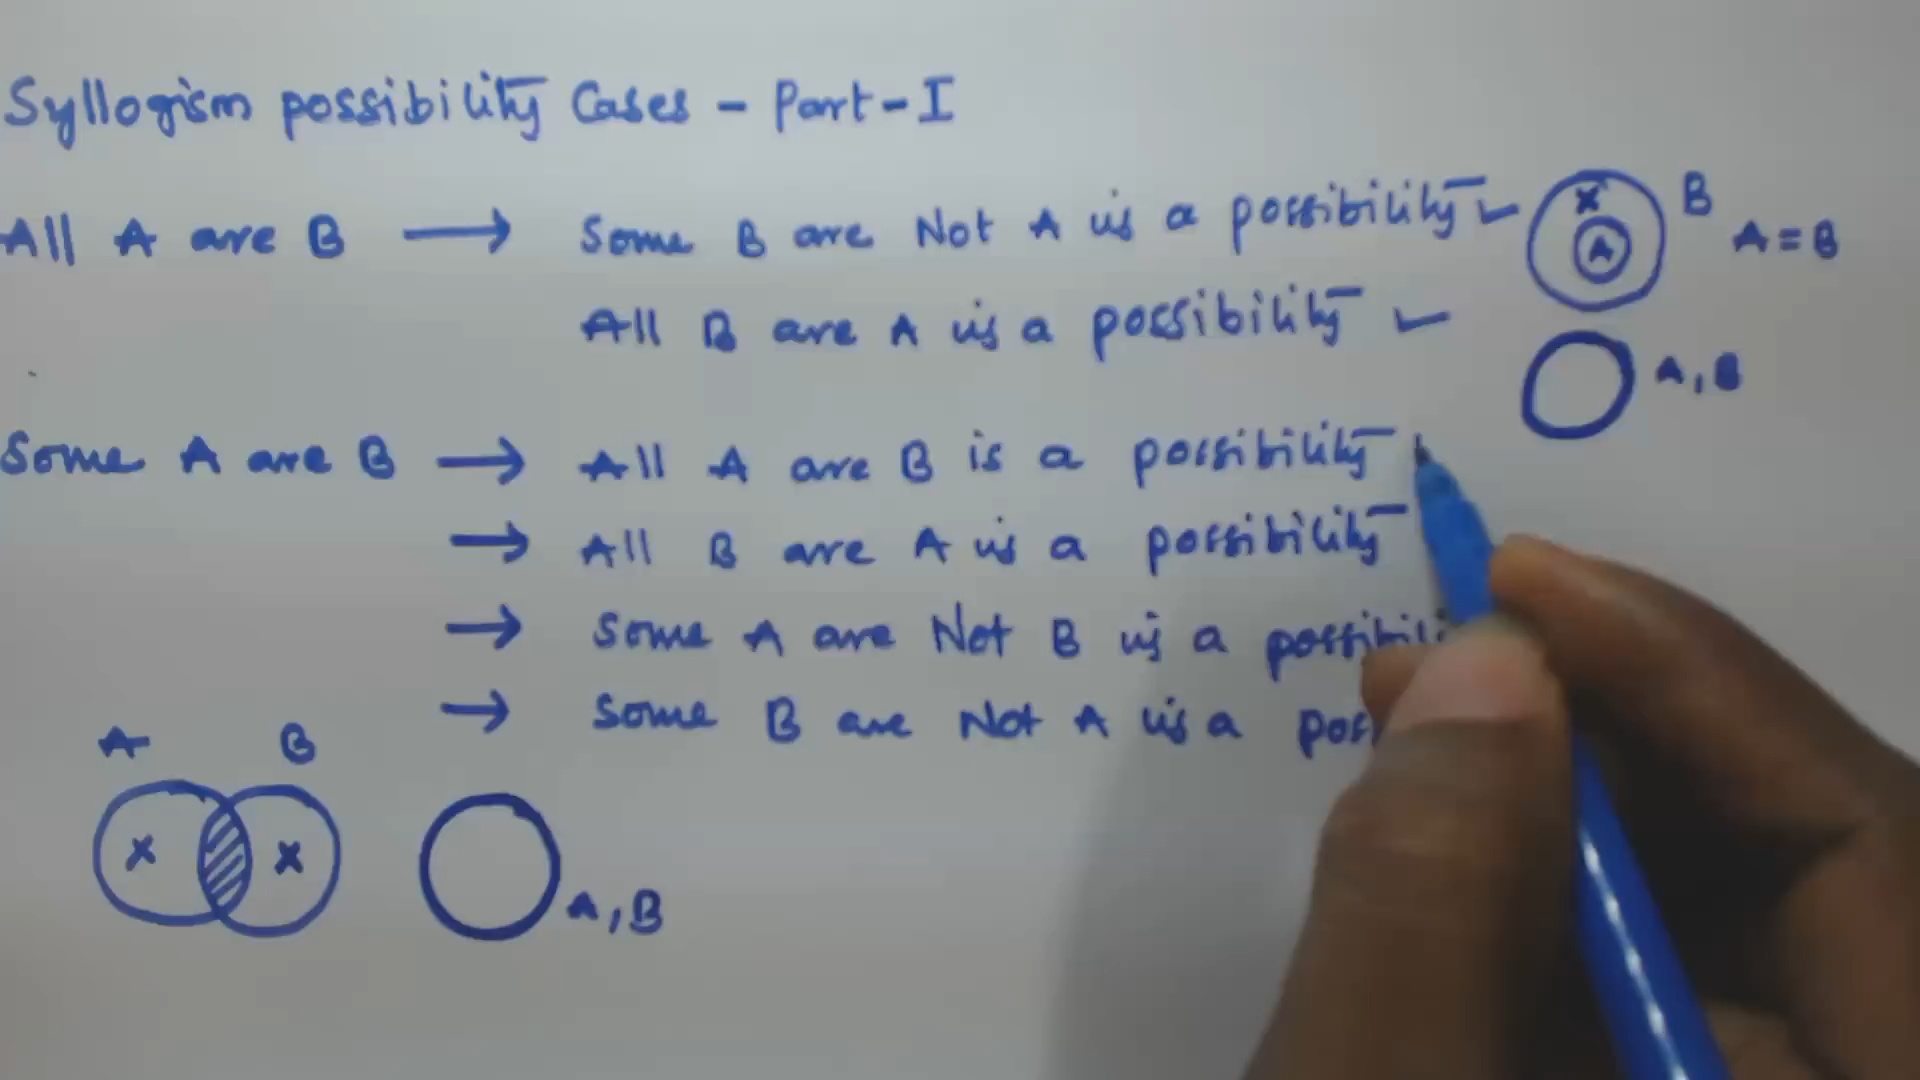 Syllogism possibility Cases - Part-I
All A are B → Some B are Not A is a possibility ✓
All B are A is a possibility ✓
X
A
B
A = B
A, B
Some A are B → All A are B is a possibility
→ All B are A is a possibility
→ Some A are Not B is a
→ Some B are Not A is a
A B
X X
A, B